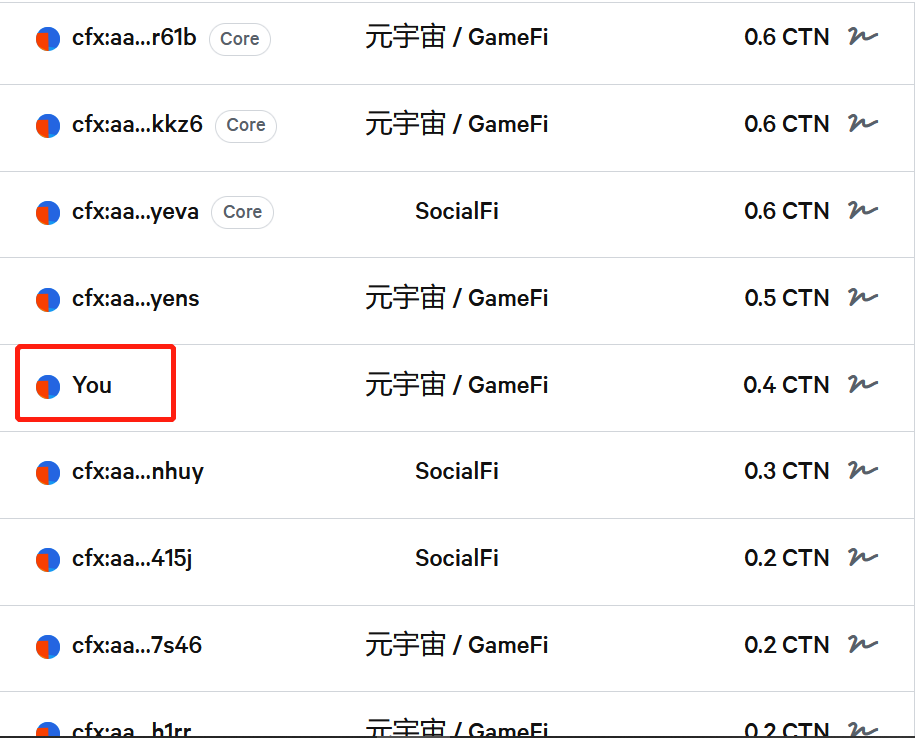 cfx:aa...r61b Core 元宇宙 / GameFi 0.6 CTN
cfx:aa...kkz6 Core 元宇宙 / GameFi 0.6 CTN
cfx:aa...yeva Core SocialFi 0.6 CTN
cfx:aa...yens 元宇宙 / GameFi 0.5 CTN
You 元宇宙 / GameFi 0.4 CTN
cfx:aa...nhuy SocialFi 0.3 CTN
cfx:aa...415j SocialFi 0.2 CTN
cfx:aa...7s46 元宇宙 / GameFi 0.2 CTN
cfx:aa...h1rr 元宇宙 / GameFi 0.2 CTN